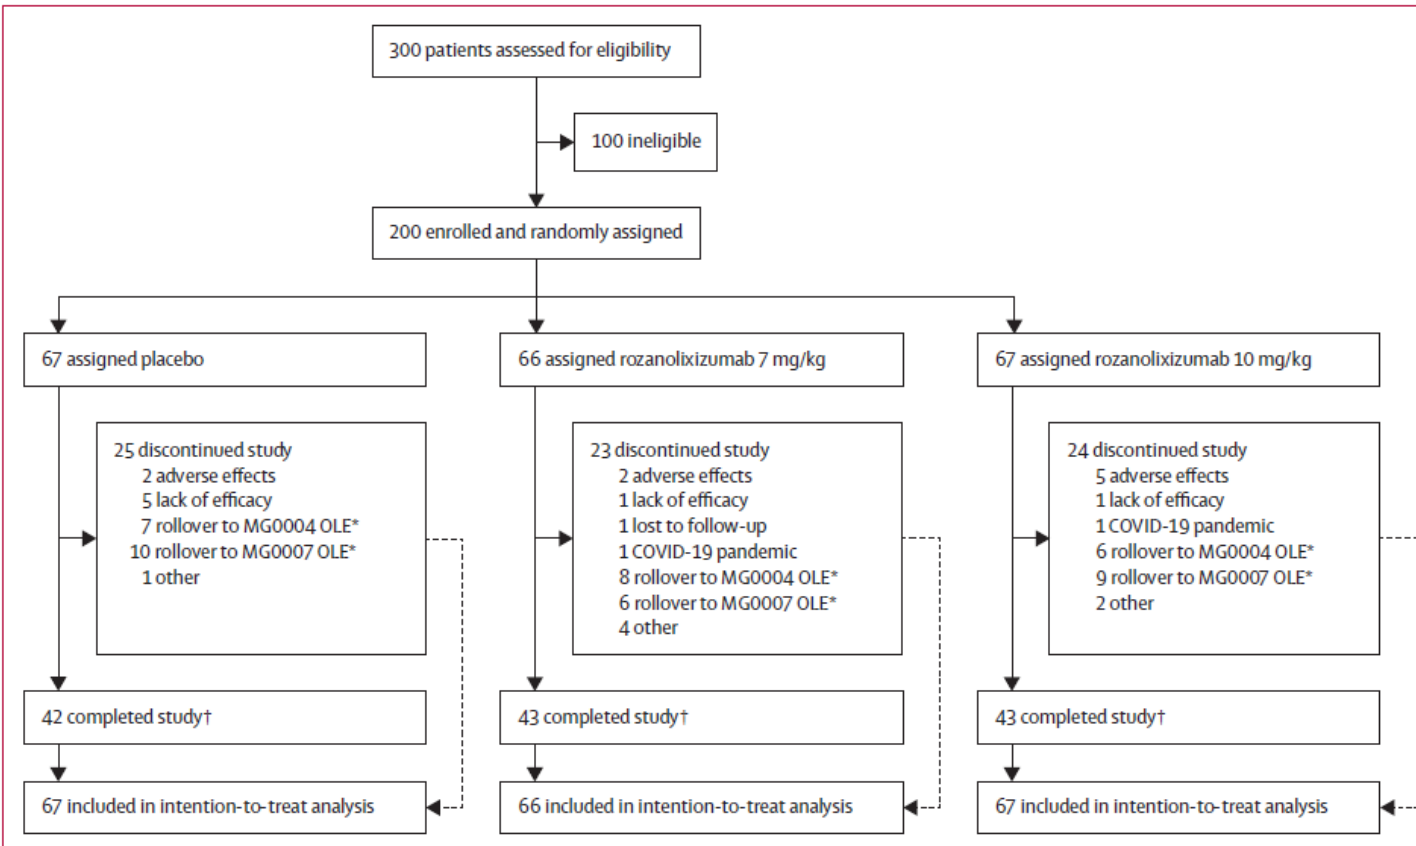 300 patients assessed for eligibility
100 ineligible
200 enrolled and randomly assigned
67 assigned placebo
66 assigned rozanolixizumab 7 mg/kg
67 assigned rozanolixizumab 10 mg/kg
25 discontinued study
2 adverse effects
5 lack of efficacy
7 rollover to MG0004 OLE*
10 rollover to MG0007 OLE*
1 other
23 discontinued study
2 adverse effects
1 lack of efficacy
1 lost to follow-up
1 COVID-19 pandemic
8 rollover to MG0004 OLE*
6 rollover to MG0007 OLE*
4 other
24 discontinued study
5 adverse effects
1 lack of efficacy
1 COVID-19 pandemic
6 rollover to MG0004 OLE*
9 rollover to MG0007 OLE*
2 other
42 completed study†
43 completed study†
43 completed study†
67 included in intention-to-treat analysis
66 included in intention-to-treat analysis
67 included in intention-to-treat analysis